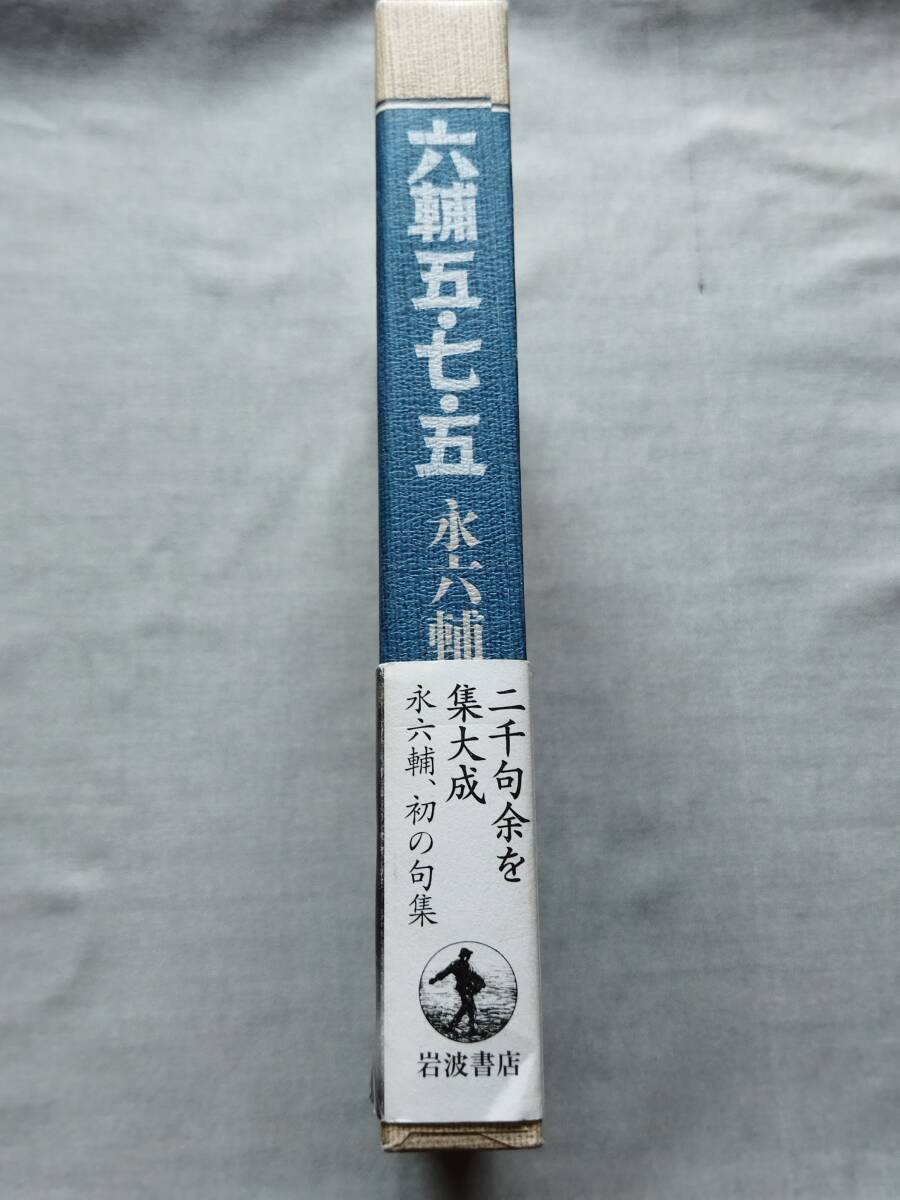 六輔五・七・五
永六輔
二千句余を
集大成
永六輔、初の句集
岩波書店